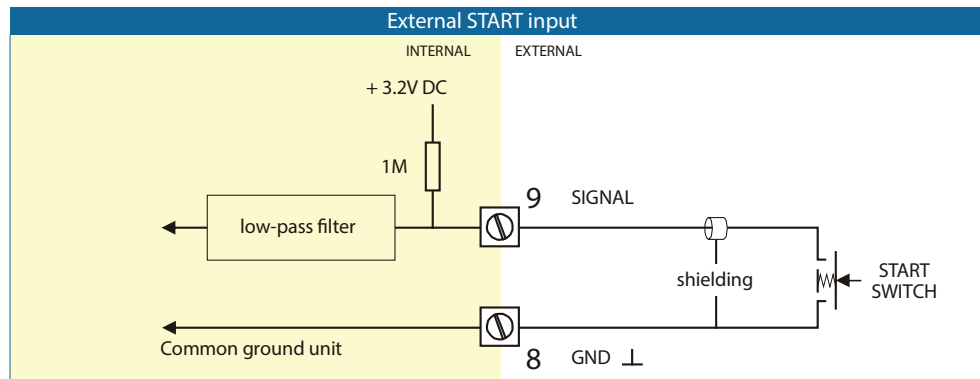 External START input
INTERNAL
EXTERNAL
+ 3.2V DC
1M
9
SIGNAL
low-pass filter
shielding
START
SWITCH
Common ground unit
8
GND